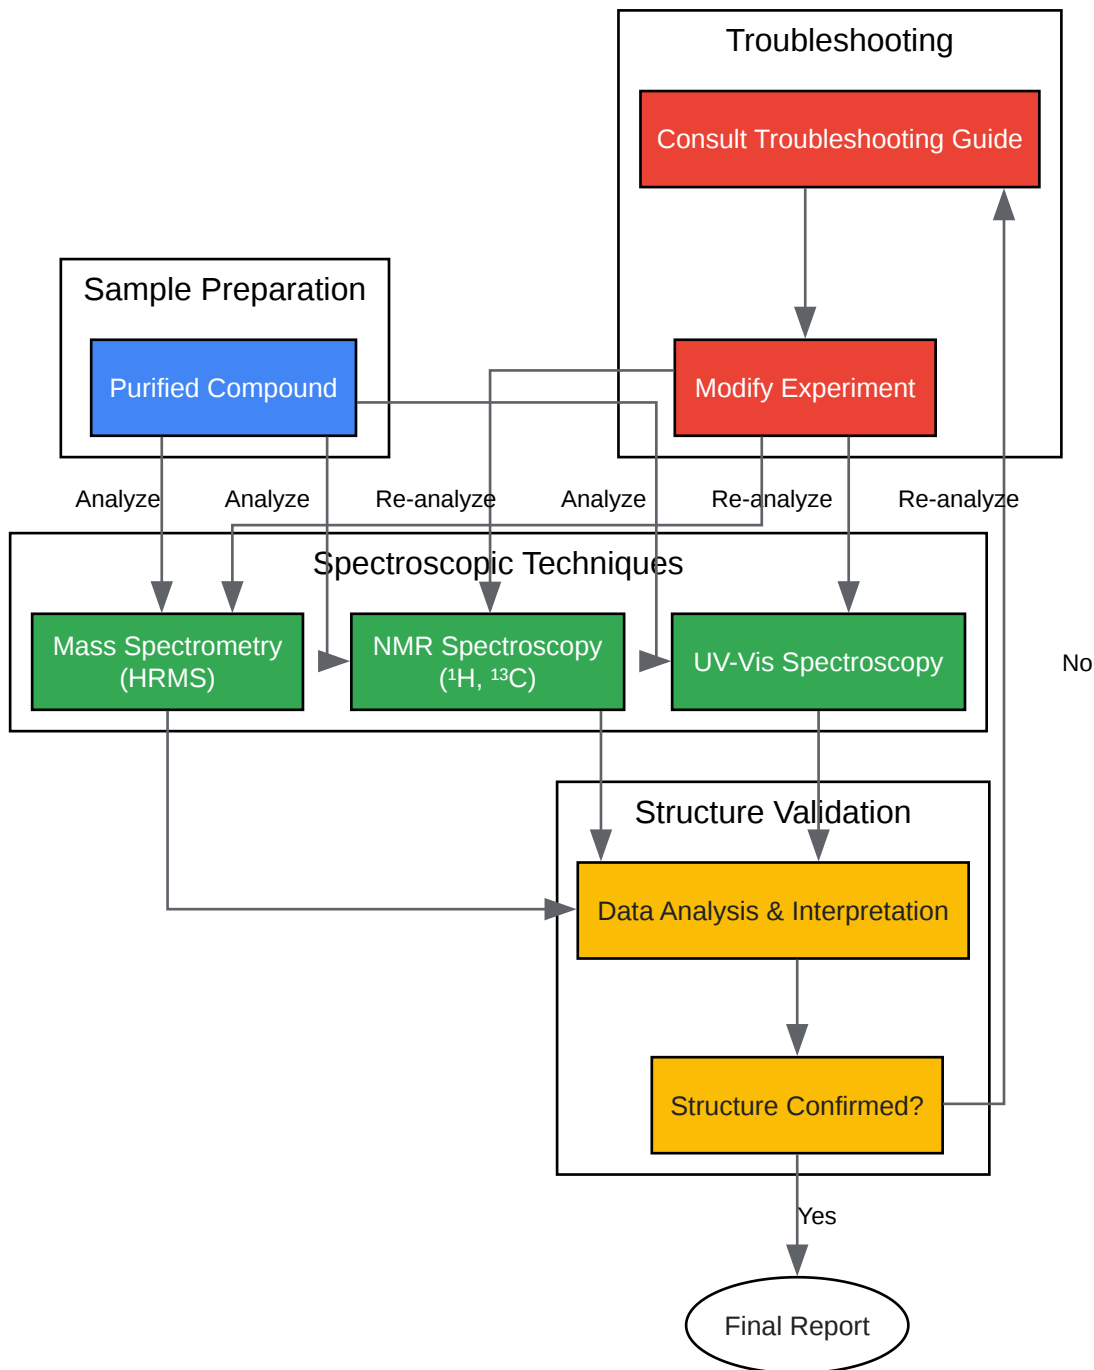 Troubleshooting
Consult Troubleshooting Guide
Sample Preparation
Purified Compound
Modify Experiment
Analyze
Analyze
Re-analyze
Analyze
Re-analyze
Re-analyze
Spectroscopic Techniques
Mass Spectrometry
(HRMS)
NMR Spectroscopy
(¹H, ¹³C)
UV-Vis Spectroscopy
No
Structure Validation
Data Analysis & Interpretation
Structure Confirmed?
Yes
Final Report